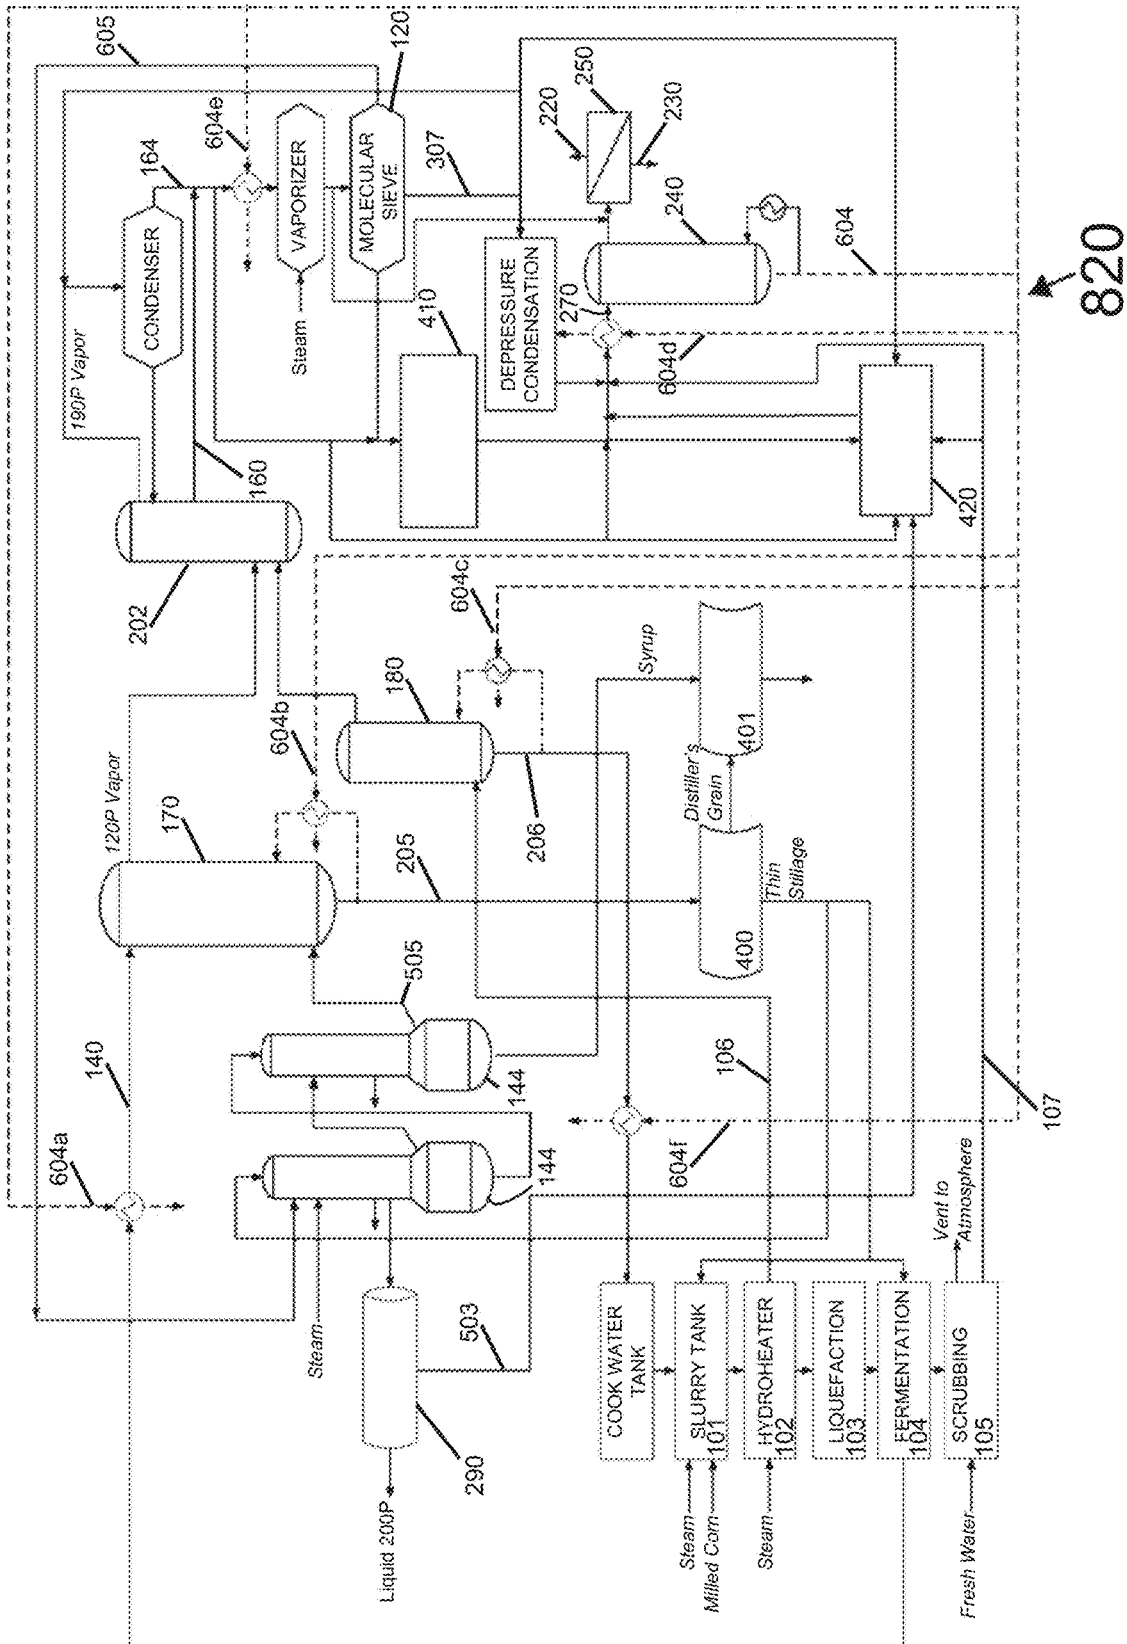 605
120
604a
140
120P Vapor
190P Vapor
164
604e
202
CONDENSER
170
160
604b
VAPORIZER
Steam
Steam
MOLECULAR
SIEVE
Liquid 200P
505
205
180
410
307
290
503
604c
144
144
206
DEPRESSURE
CONDENSATION
270
220
250
COOK WATER
TANK
Syrup
230
240
604d
604f
Steam
Milled Corn
SLURRY TANK
101
106
Distiller's
Grain
400
401
Steam
HYDROHEATER
102
Thin
Stillage
604
LIQUEFACTION
103
FERMENTATION
104
Vent to
Atmosphere
420
Fresh Water
SCRUBBING
105
107
820